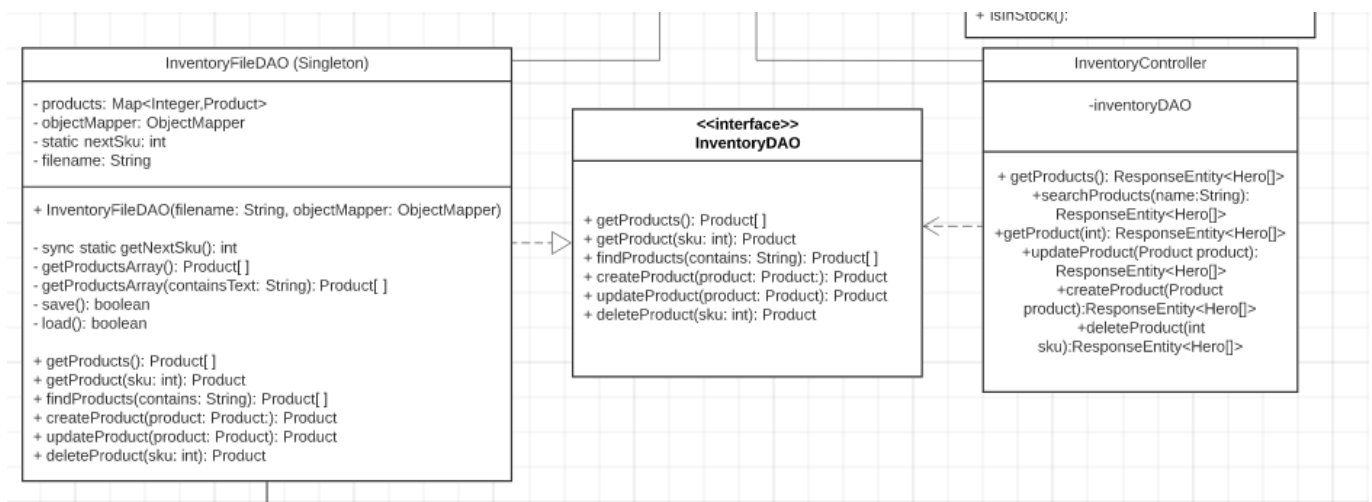 + isInStock():
InventoryFileDAO (Singleton)
- products: Map<Integer,Product>
- objectMapper: ObjectMapper
- static nextSku: int
- filename: String
+ InventoryFileDAO(filename: String, objectMapper: ObjectMapper)
- sync static getNextSku(): int
- getProductsArray(): Product[ ]
- getProductsArray(containsText: String): Product[ ]
- save(): boolean
- load(): boolean
+ getProducts(): Product[ ]
+ getProduct(sku: int): Product
+ findProducts(contains: String): Product[ ]
+ createProduct(product: Product:): Product
+ updateProduct(product: Product): Product
+ deleteProduct(sku: int): Product
<<interface>>
InventoryDAO
+ getProducts(): Product[ ]
+ getProduct(sku: int): Product
+ findProducts(contains: String): Product[ ]
+ createProduct(product: Product:): Product
+ updateProduct(product: Product): Product
+ deleteProduct(sku: int): Product
InventoryController
-inventoryDAO
+ getProducts(): ResponseEntity<Hero[]>
+searchProducts(name:String):
ResponseEntity<Hero[]>
+getProduct(int): ResponseEntity<Hero[]>
+updateProduct(Product product):
ResponseEntity<Hero[]>
+createProduct(Product
product):ResponseEntity<Hero[]>
+deleteProduct(int
sku):ResponseEntity<Hero[]>